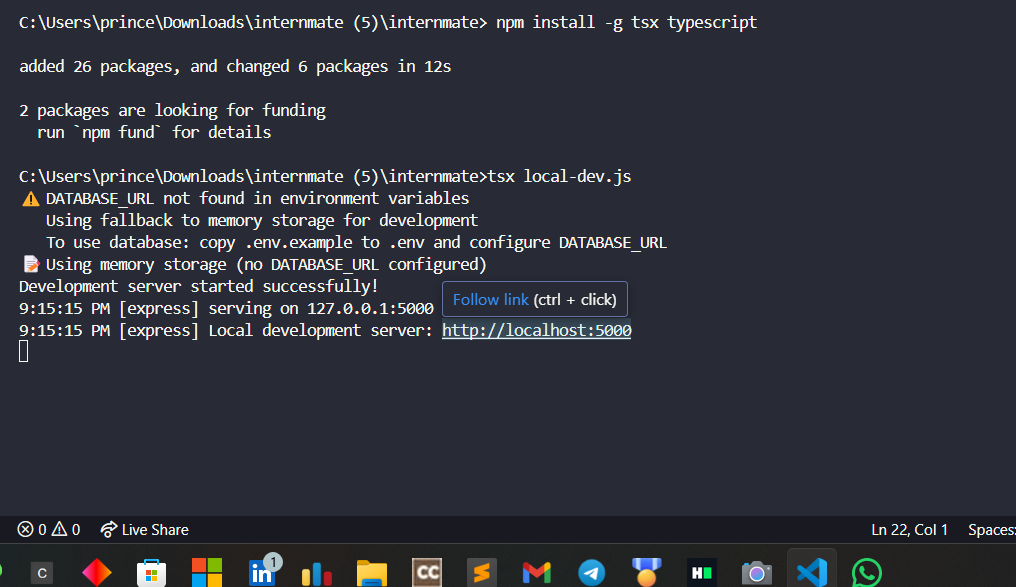 C:\Users\prince\Downloads\internmate (5)\internmate> npm install -g tsx typescript
added 26 packages, and changed 6 packages in 12s
2 packages are looking for funding
run `npm fund` for details
C:\Users\prince\Downloads\internmate (5)\internmate>tsx local-dev.js
DATABASE_URL not found in environment variables
Using fallback to memory storage for development
To use database: copy .env.example to .env and configure DATABASE_URL
Using memory storage (no DATABASE_URL configured)
Development server started successfully!
Follow link (ctrl + click)
9:15:15 PM [express] serving on 127.0.0.1:5000
9:15:15 PM [express] Local development server: http://localhost:5000
0 0 Live Share Ln 22, Col 1 Spaces:
C in 1 CC S H